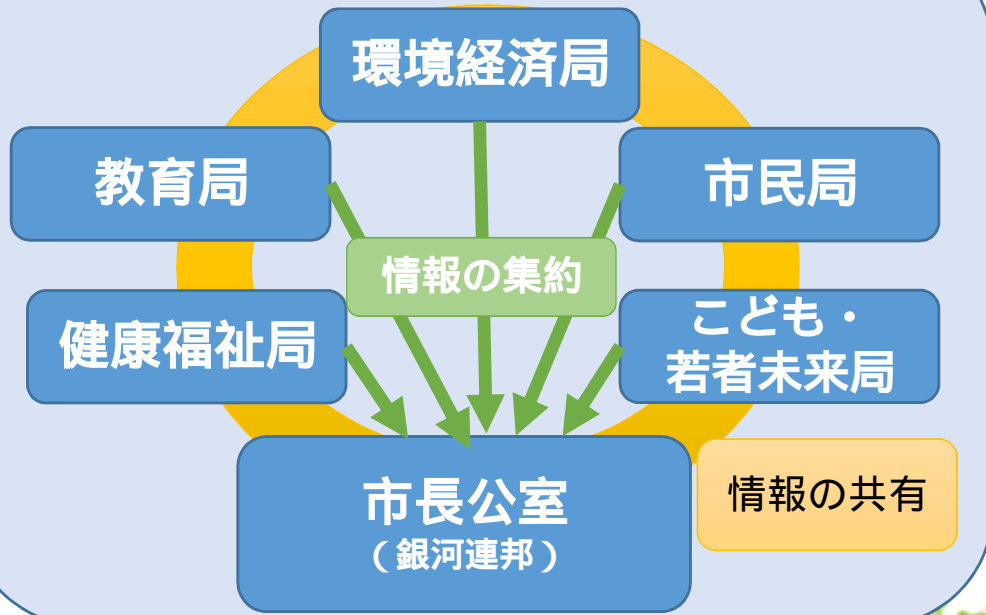 環境経済局
教育局
市民局
情報の集約
健康福祉局
こども・
若者未来局
市長公室
（銀河連邦）
情報の共有